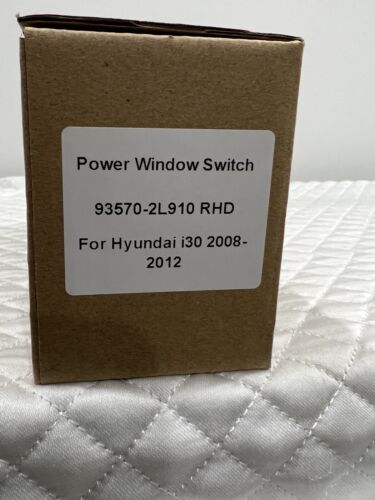 Power Window Switch
93570-2L910 RHD
For Hyundai i30 2008-
2012